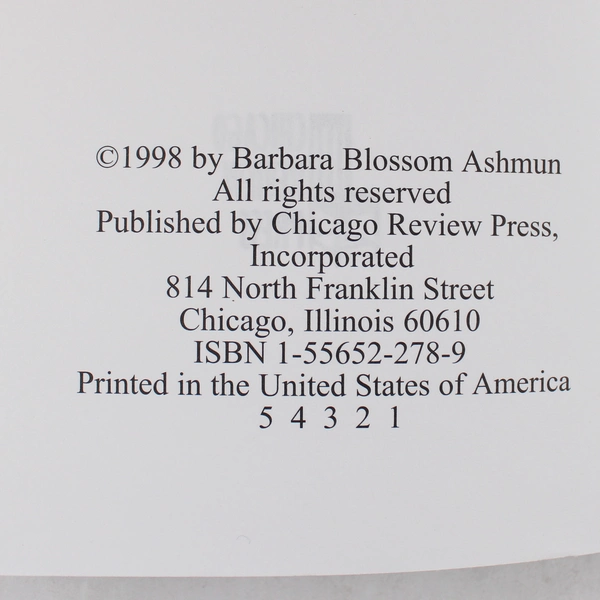 ©1998 by Barbara Blossom Ashmun
All rights reserved
Published by Chicago Review Press,
Incorporated
814 North Franklin Street
Chicago, Illinois 60610
ISBN 1-55652-278-9
Printed in the United States of America
5 4 3 2 1